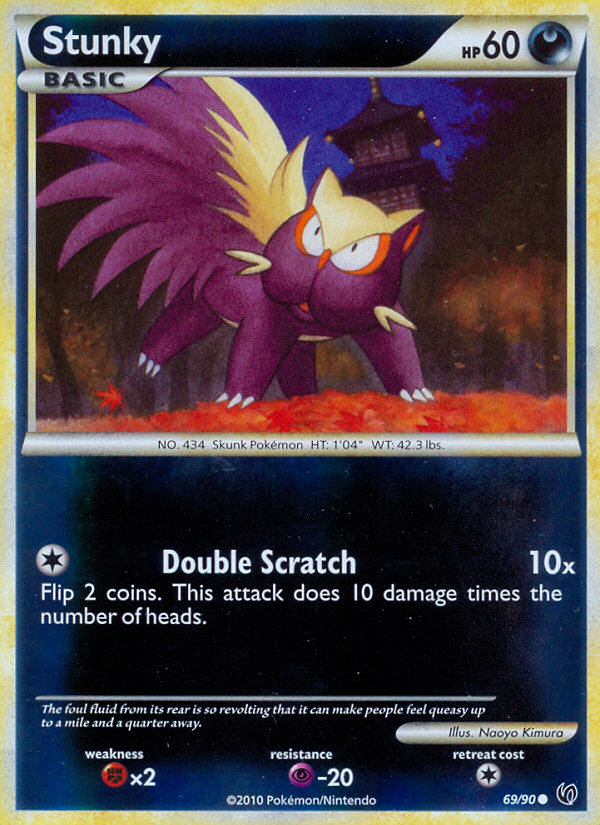 Stunky
HP 60
BASIC
NO. 434 Skunk Pokémon HT: 1'04" WT: 42.3 lbs.
Double Scratch 10x
Flip 2 coins. This attack does 10 damage times the
number of heads.
The foul fluid from its rear is so revolting that it can make people feel queasy up
to a mile and a quarter away.
Illus. Naoyo Kimura
weakness resistance retreat cost
×2 -20
©2010 Pokémon/Nintendo 69/90